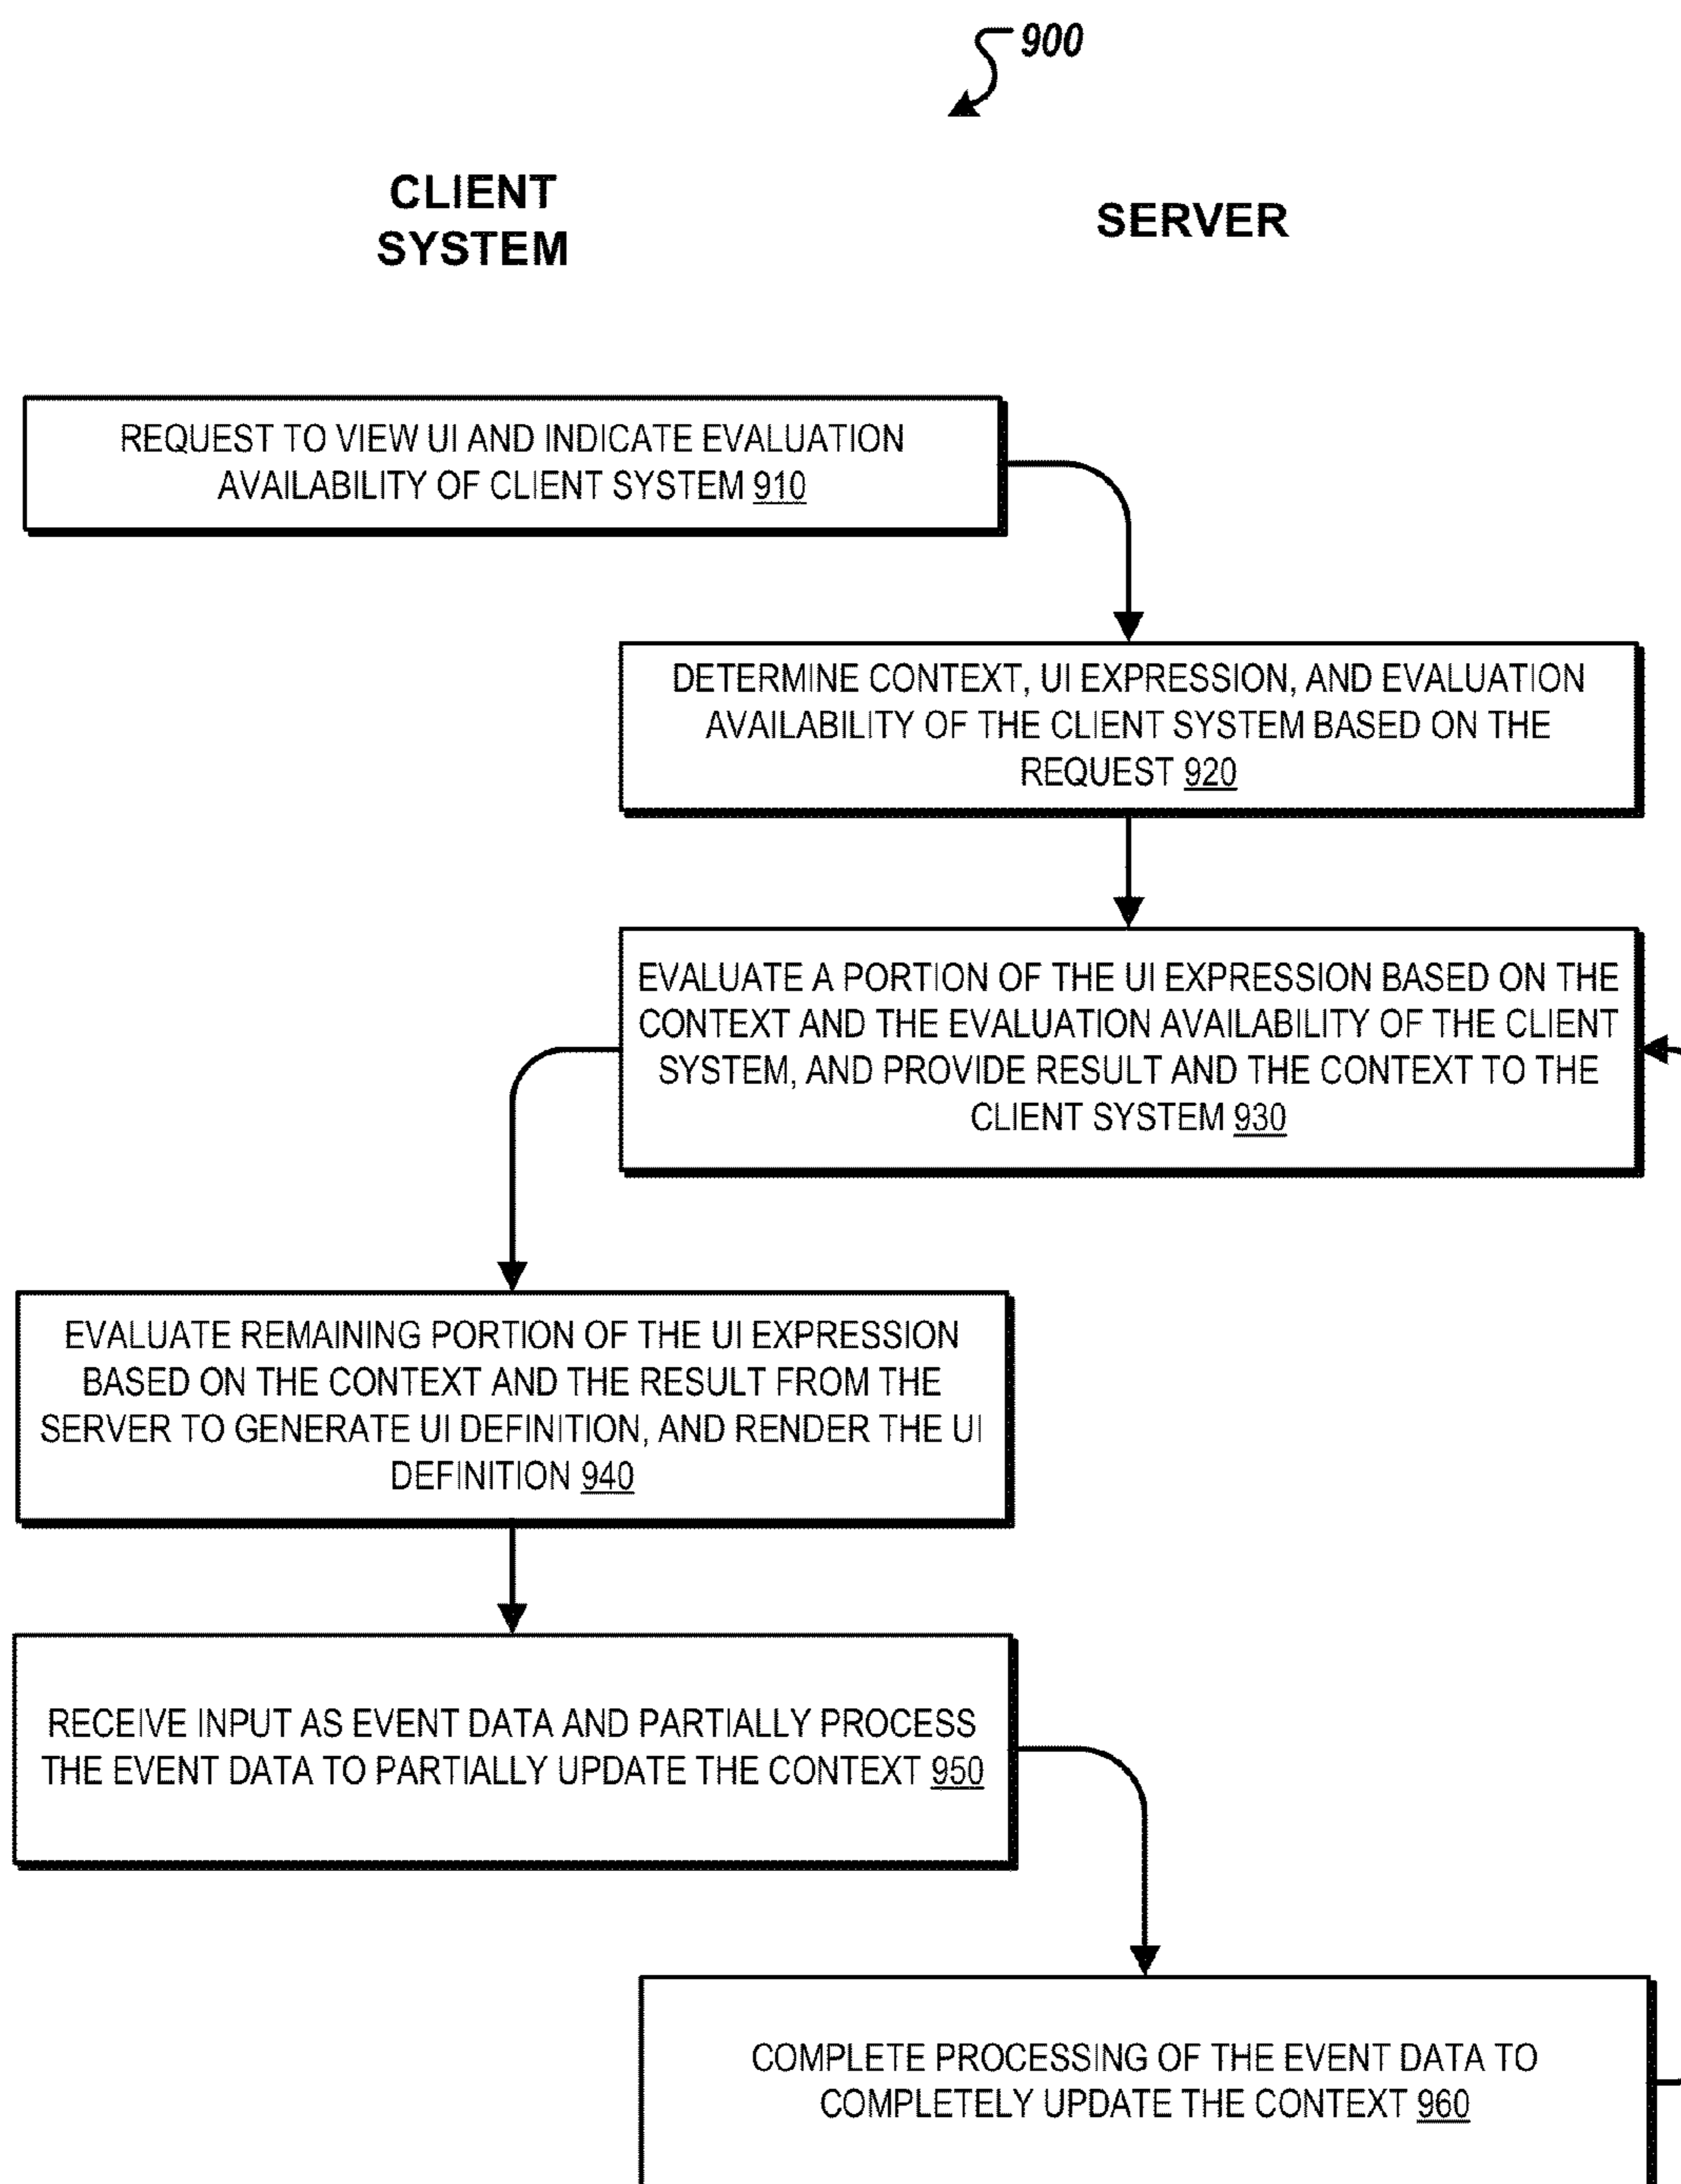 900
CLIENT
SYSTEM
SERVER
REQUEST TO VIEW UI AND INDICATE EVALUATION
AVAILABILITY OF CLIENT SYSTEM 910
DETERMINE CONTEXT, UI EXPRESSION, AND EVALUATION
AVAILABILITY OF THE CLIENT SYSTEM BASED ON THE
REQUEST 920
EVALUATE A PORTION OF THE UI EXPRESSION BASED ON THE
CONTEXT AND THE EVALUATION AVAILABILITY OF THE CLIENT
SYSTEM, AND PROVIDE RESULT AND THE CONTEXT TO THE
CLIENT SYSTEM 930
EVALUATE REMAINING PORTION OF THE UI EXPRESSION
BASED ON THE CONTEXT AND THE RESULT FROM THE
SERVER TO GENERATE UI DEFINITION, AND RENDER THE UI
DEFINITION 940
RECEIVE INPUT AS EVENT DATA AND PARTIALLY PROCESS
THE EVENT DATA TO PARTIALLY UPDATE THE CONTEXT 950
COMPLETE PROCESSING OF THE EVENT DATA TO
COMPLETELY UPDATE THE CONTEXT 960